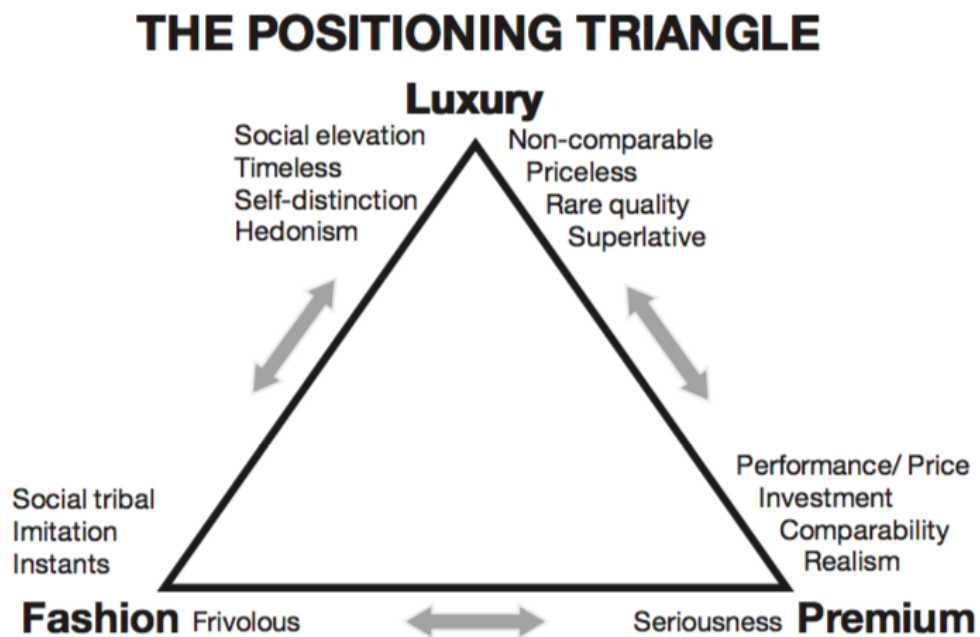 THE POSITIONING TRIANGLE
Luxury
Social elevation
Timeless
Self-distinction
Hedonism
Non-comparable
Priceless
Rare quality
Superlative
Social tribal
Imitation
Instants
Performance/ Price
Investment
Comparability
Realism
Fashion Frivolous
Seriousness Premium